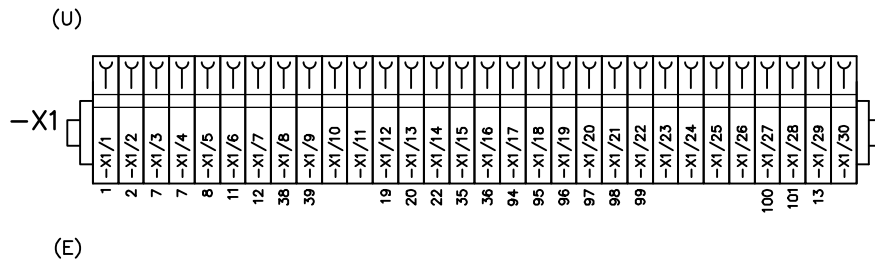 (U)
-X1
-X1/1 -X1/2 -X1/3 -X1/4 -X1/5 -X1/6 -X1/7 -X1/8 -X1/9 -X1/10 -X1/11 -X1/12 -X1/13 -X1/14 -X1/15 -X1/16 -X1/17 -X1/18 -X1/19 -X1/20 -X1/21 -X1/22 -X1/23 -X1/24 -X1/25 -X1/26 -X1/27 -X1/28 -X1/29 -X1/30
1 2 7 7 8 11 12 38 39 19 20 22 35 36 94 95 96 97 98 99 100 101 13
(E)